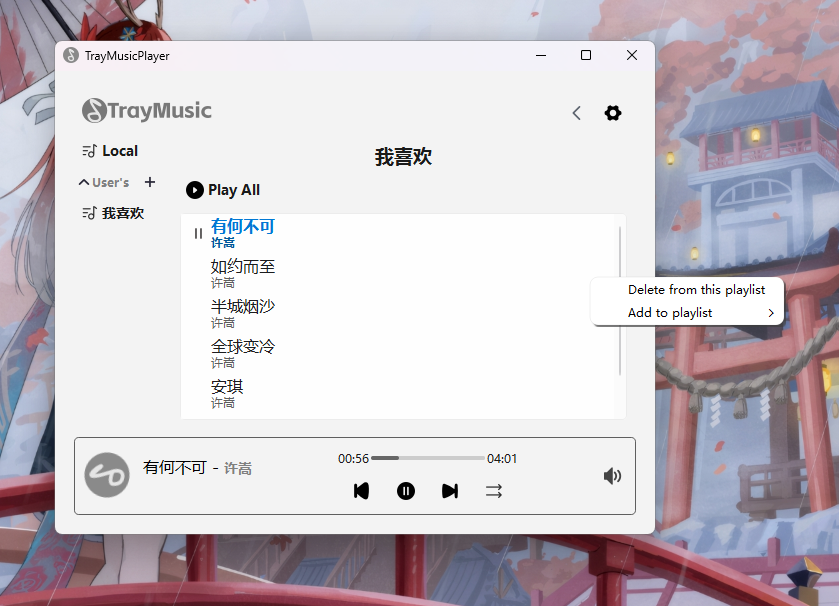 TrayMusicPlayer
TrayMusic
Local
User's
我喜欢
我喜欢
Play All
有何不可
许嵩
如约而至
许嵩
半城烟沙
许嵩
全球变冷
许嵩
安琪
许嵩
Delete from this playlist
Add to playlist
有何不可 - 许嵩
00:56
04:01